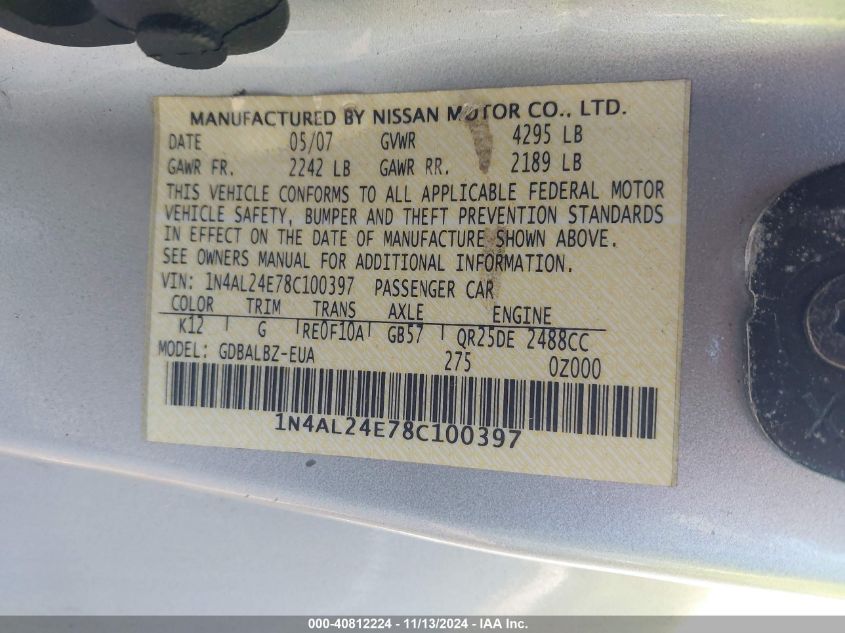 MANUFACTURED BY NISSAN MOTOR CO., LTD.
DATE 05/07 GVWR 4295 LB
GAWR FR. 2242 LB GAWR RR. 2189 LB
THIS VEHICLE CONFORMS TO ALL APPLICABLE FEDERAL MOTOR
VEHICLE SAFETY, BUMPER AND THEFT PREVENTION STANDARDS
IN EFFECT ON THE DATE OF MANUFACTURE SHOWN ABOVE.
SEE OWNERS MANUAL FOR ADDITIONAL INFORMATION.
VIN: 1N4AL24E78C100397 PASSENGER CAR
COLOR TRIM TRANS AXLE ENGINE
K12 G RE0F10A GB57 QR25DE 2488CC
MODEL: GDBALBZ-EUA 275 0Z000
1N4AL24E78C100397
000-40812224 - 11/13/2024 - IAA Inc.